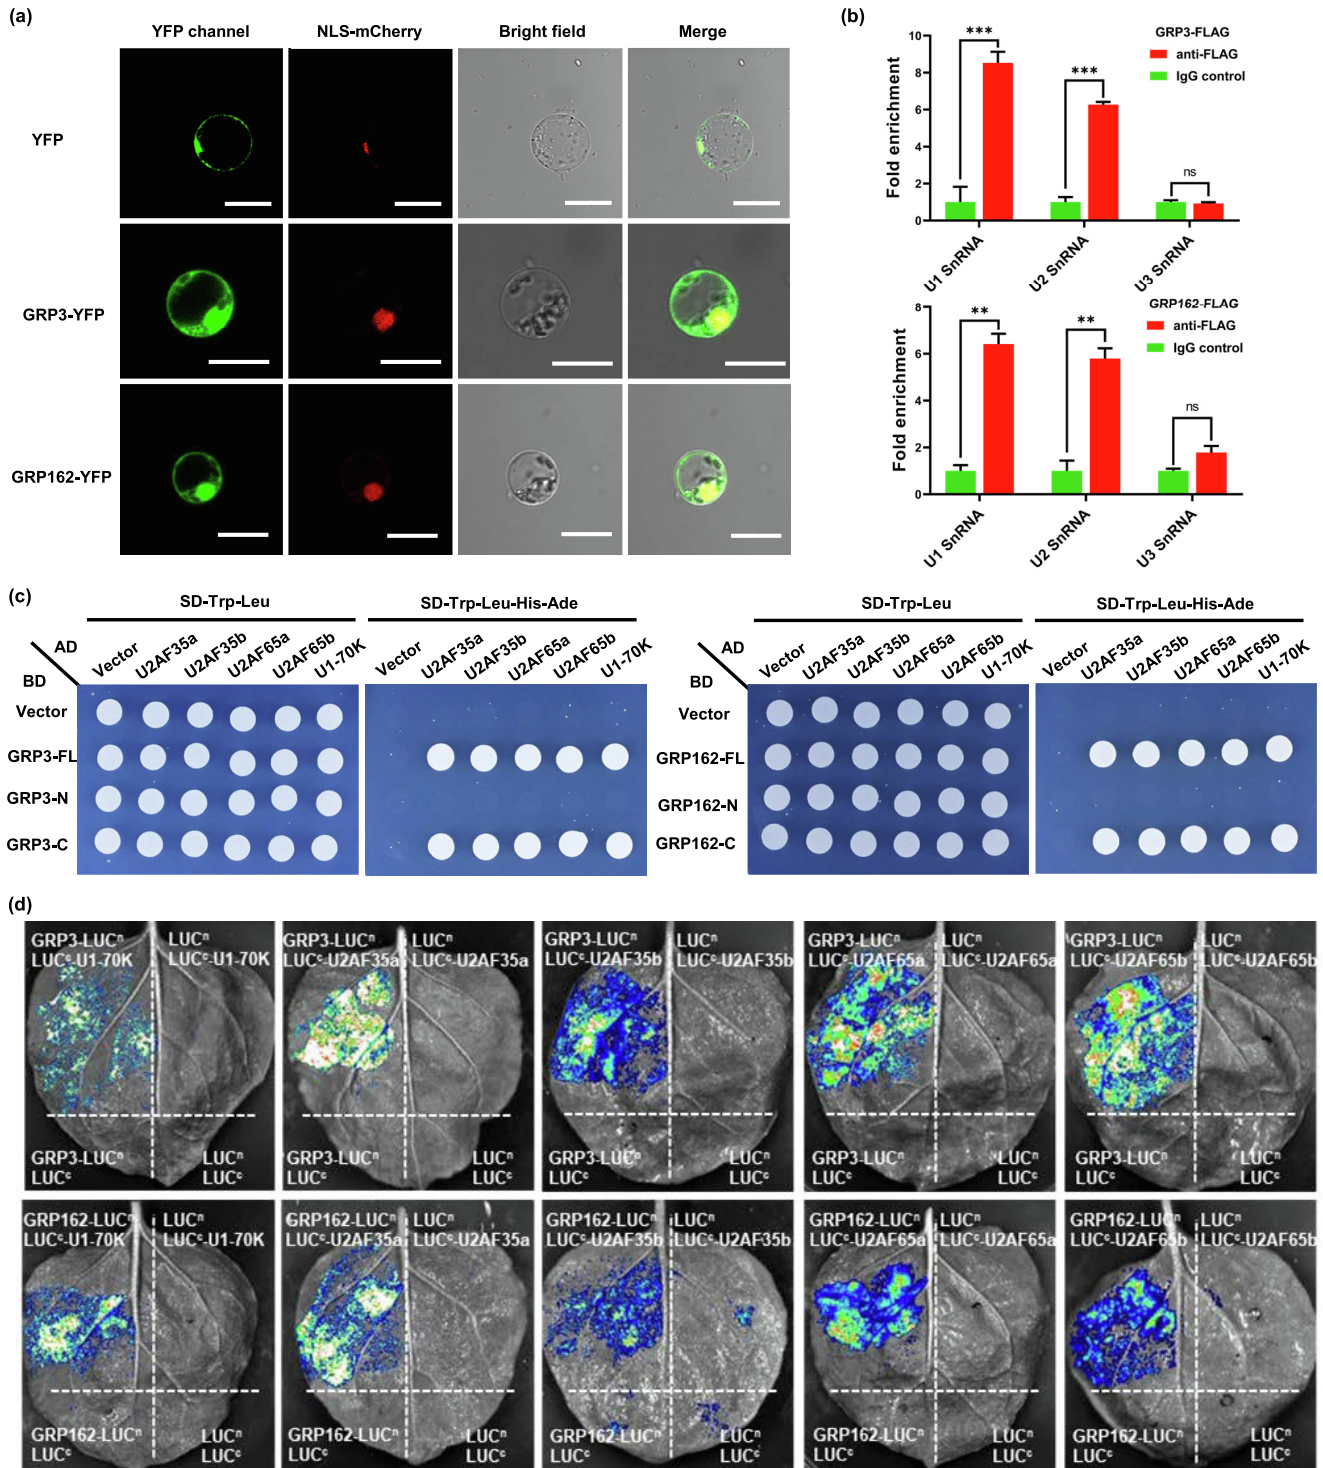 (a)
YFP channel NLS-mCherry Bright field Merge
YFP
GRP3-YFP
GRP162-YFP
(b)
GRP3-FLAG
anti-FLAG
IgG control
Fold enrichment
10
8
6
4
2
0
*** *** ns
U1 SnRNA U2 SnRNA U3 SnRNA
GRP162-FLAG
anti-FLAG
IgG control
Fold enrichment
8
6
4
2
0
** ** ns
U1 SnRNA U2 SnRNA U3 SnRNA
(c)
SD-Trp-Leu SD-Trp-Leu-His-Ade
AD
BD
Vector U2AF35a U2AF35b U2AF65a U2AF65b U1-70K
Vector U2AF35a U2AF35b U2AF65a U2AF65b U1-70K
Vector
GRP3-FL
GRP3-N
GRP3-C
SD-Trp-Leu SD-Trp-Leu-His-Ade
AD
BD
Vector U2AF35a U2AF35b U2AF65a U2AF65b U1-70K
Vector U2AF35a U2AF35b U2AF65a U2AF65b U1-70K
Vector
GRP162-FL
GRP162-N
GRP162-C
(d)
GRP3-LUCⁿ LUCⁿ
LUCᶜ-U1-70K LUCᶜ-U1-70K
GRP3-LUCⁿ LUCⁿ
LUCᶜ LUCᶜ
GRP3-LUCⁿ LUCⁿ
LUCᶜ-U2AF35a LUCᶜ-U2AF35a
GRP3-LUCⁿ LUCⁿ
LUCᶜ LUCᶜ
GRP3-LUCⁿ LUCⁿ
LUCᶜ-U2AF35b LUCᶜ-U2AF35b
GRP3-LUCⁿ LUCⁿ
LUCᶜ LUCᶜ
GRP3-LUCⁿ LUCⁿ
LUCᶜ-U2AF65a LUCᶜ-U2AF65a
GRP3-LUCⁿ LUCⁿ
LUCᶜ LUCᶜ
GRP3-LUCⁿ LUCⁿ
LUCᶜ-U2AF65b LUCᶜ-U2AF65b
GRP3-LUCⁿ LUCⁿ
LUCᶜ LUCᶜ
GRP162-LUCⁿ LUCⁿ
LUCᶜ-U1-70K LUCᶜ-U1-70K
GRP162-LUCⁿ LUCⁿ
LUCᶜ LUCᶜ
GRP162-LUCⁿ LUCⁿ
LUCᶜ-U2AF35a LUCᶜ-U2AF35a
GRP162-LUCⁿ LUCⁿ
LUCᶜ LUCᶜ
GRP162-LUCⁿ LUCⁿ
LUCᶜ-U2AF35b LUCᶜ-U2AF35b
GRP162-LUCⁿ LUCⁿ
LUCᶜ LUCᶜ
GRP162-LUCⁿ LUCⁿ
LUCᶜ-U2AF65a LUCᶜ-U2AF65a
GRP162-LUCⁿ LUCⁿ
LUCᶜ LUCᶜ
GRP162-LUCⁿ LUCⁿ
LUCᶜ-U2AF65b LUCᶜ-U2AF65b
GRP162-LUCⁿ LUCⁿ
LUCᶜ LUCᶜ